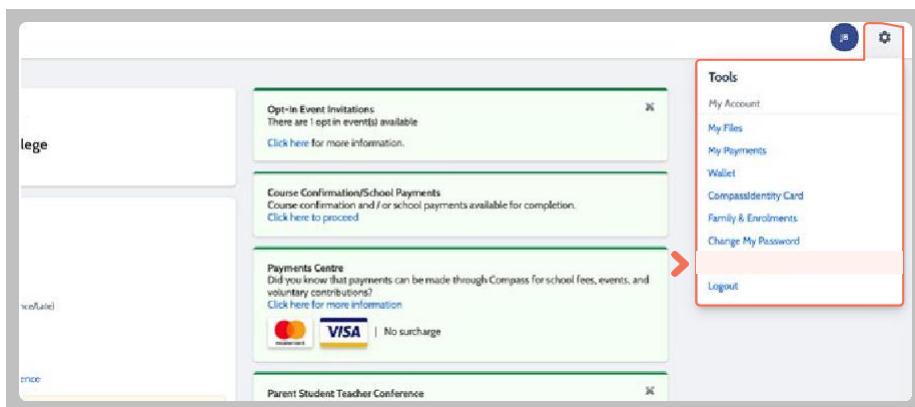 JB
Tools
My Account
My Files
My Payments
Wallet
CompassIdentity Card
Family & Enrolments
Change My Password
Logout
lege
ence
Opt-In Event Invitations
There are 1 opt in event(s) available
Click here for more information.
Course Confirmation/School Payments
Course confirmation and / or school payments available for completion.
Click here to proceed
Payments Centre
Did you know that payments can be made through Compass for school fees, events, and
voluntary contributions?
Click here for more information
VISA | No surcharge
Parent Student Teacher Conference